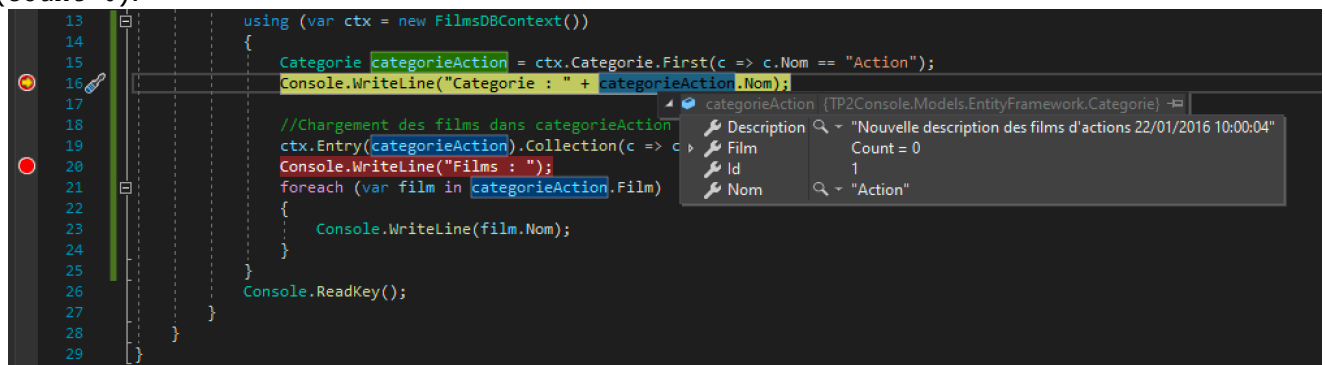 13 using (var ctx = new FilmsDBContext())
14 {
15 Categorie categorieAction = ctx.Categorie.First(c => c.Nom == "Action");
16 Console.WriteLine("Categorie : " + categorieAction.Nom);
17 categorieAction {TP2Console.Models.EntityFramework.Categorie}
18 //Chargement des films dans categorieAction
Description "Nouvelle description des films d'actions 22/01/2016 10:00:04"
19 ctx.Entry(categorieAction).Collection(c => c
Film Count = 0
20 Console.WriteLine("Films : ");
Id 1
21 foreach (var film in categorieAction.Film)
Nom "Action"
22 {
23 Console.WriteLine(film.Nom);
24 }
25 }
26 Console.ReadKey();
27 }
28 }
29 }